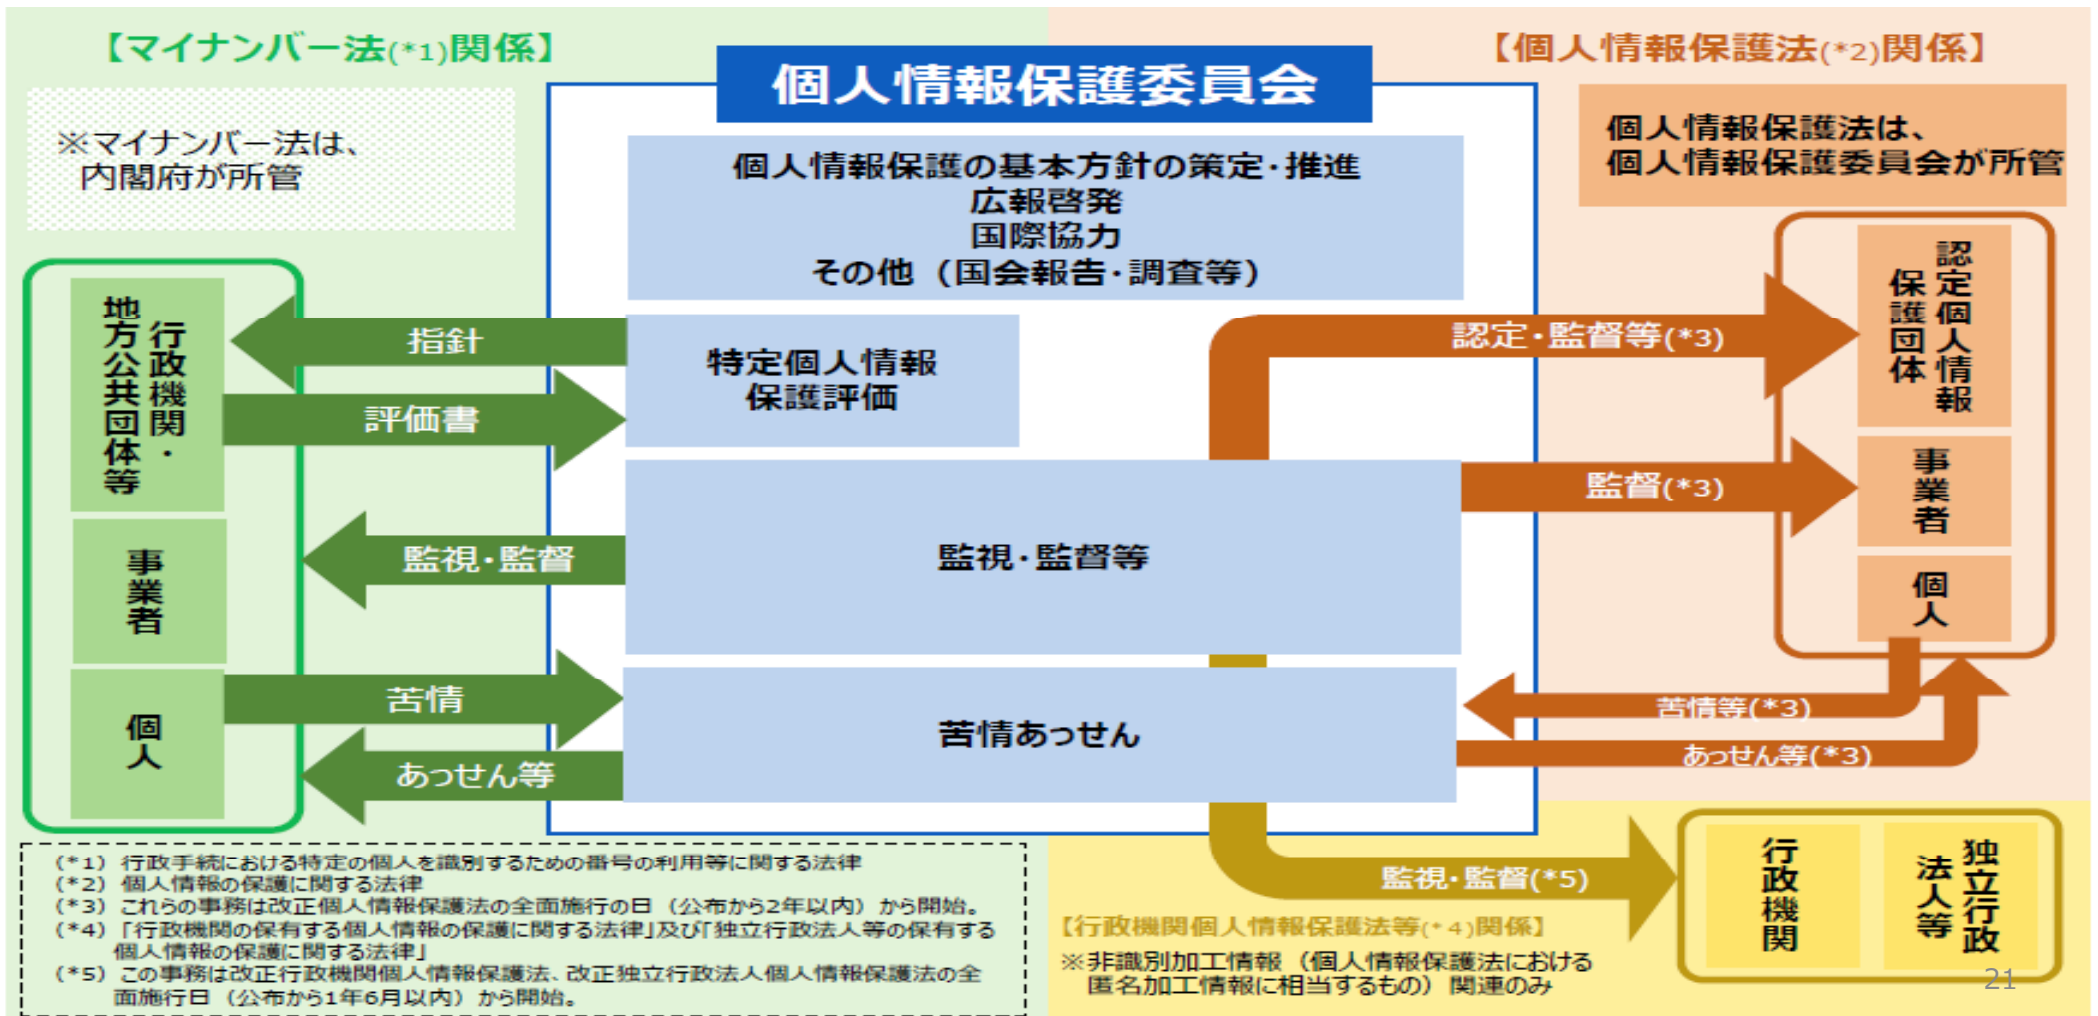 【マイナンバー法(*1)関係】
※マイナンバー法は、
内閣府が所管
個人情報保護委員会
【個人情報保護法(*2)関係】
個人情報保護法は、
個人情報保護委員会が所管
個人情報保護の基本方針の策定・推進
広報啓発
国際協力
その他（国会報告・調査等）
行政機関・
地方公共団体等
事業者
個人
指針
評価書
監視・監督
苦情
あっせん等
特定個人情報
保護評価
監視・監督等
苦情あっせん
認定・監督等(*3)
監督(*3)
苦情等(*3)
あっせん等(*3)
認定個人情報
保護団体
事業者
個人
監視・監督(*5)
行政機関
独立行政
法人等
【行政機関個人情報保護法等(*4)関係】
※非識別加工情報（個人情報保護法における
匿名加工情報に相当するもの）関連のみ
(*1) 行政手続における特定の個人を識別するための番号の利用等に関する法律
(*2) 個人情報の保護に関する法律
(*3) これらの事務は改正個人情報保護法の全面施行の日（公布から2年以内）から開始。
(*4) 「行政機関の保有する個人情報の保護に関する法律」及び「独立行政法人等の保有する
個人情報の保護に関する法律」
(*5) この事務は改正行政機関個人情報保護法、改正独立行政法人個人情報保護法の全
面施行日（公布から1年6月以内）から開始。
21